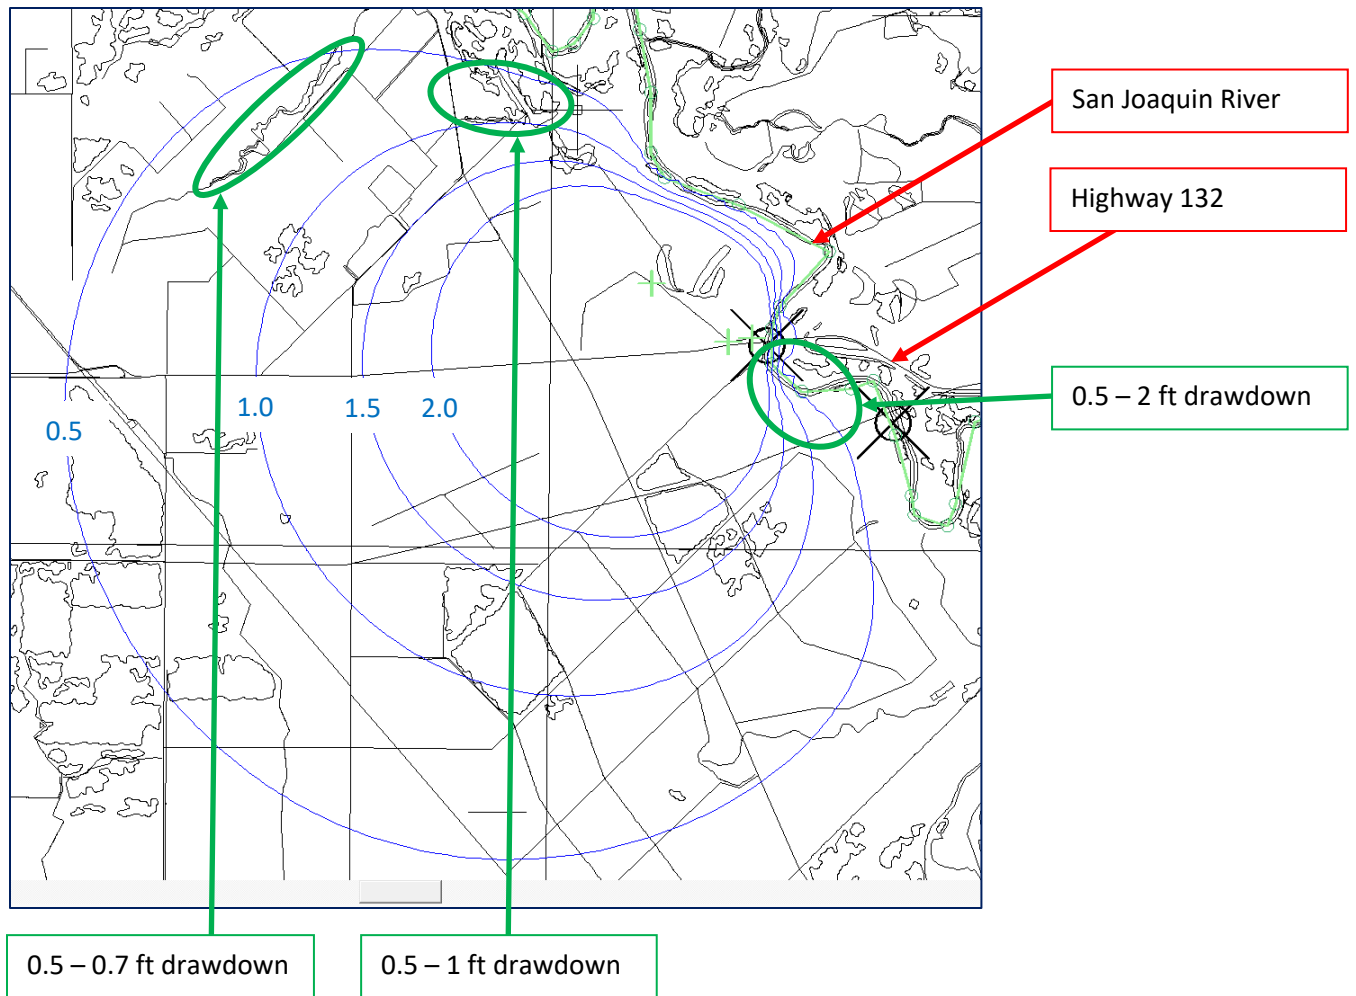 San Joaquin River
Highway 132
0.5 – 2 ft drawdown
0.5
1.0
1.5
2.0
0.5 – 0.7 ft drawdown
0.5 – 1 ft drawdown